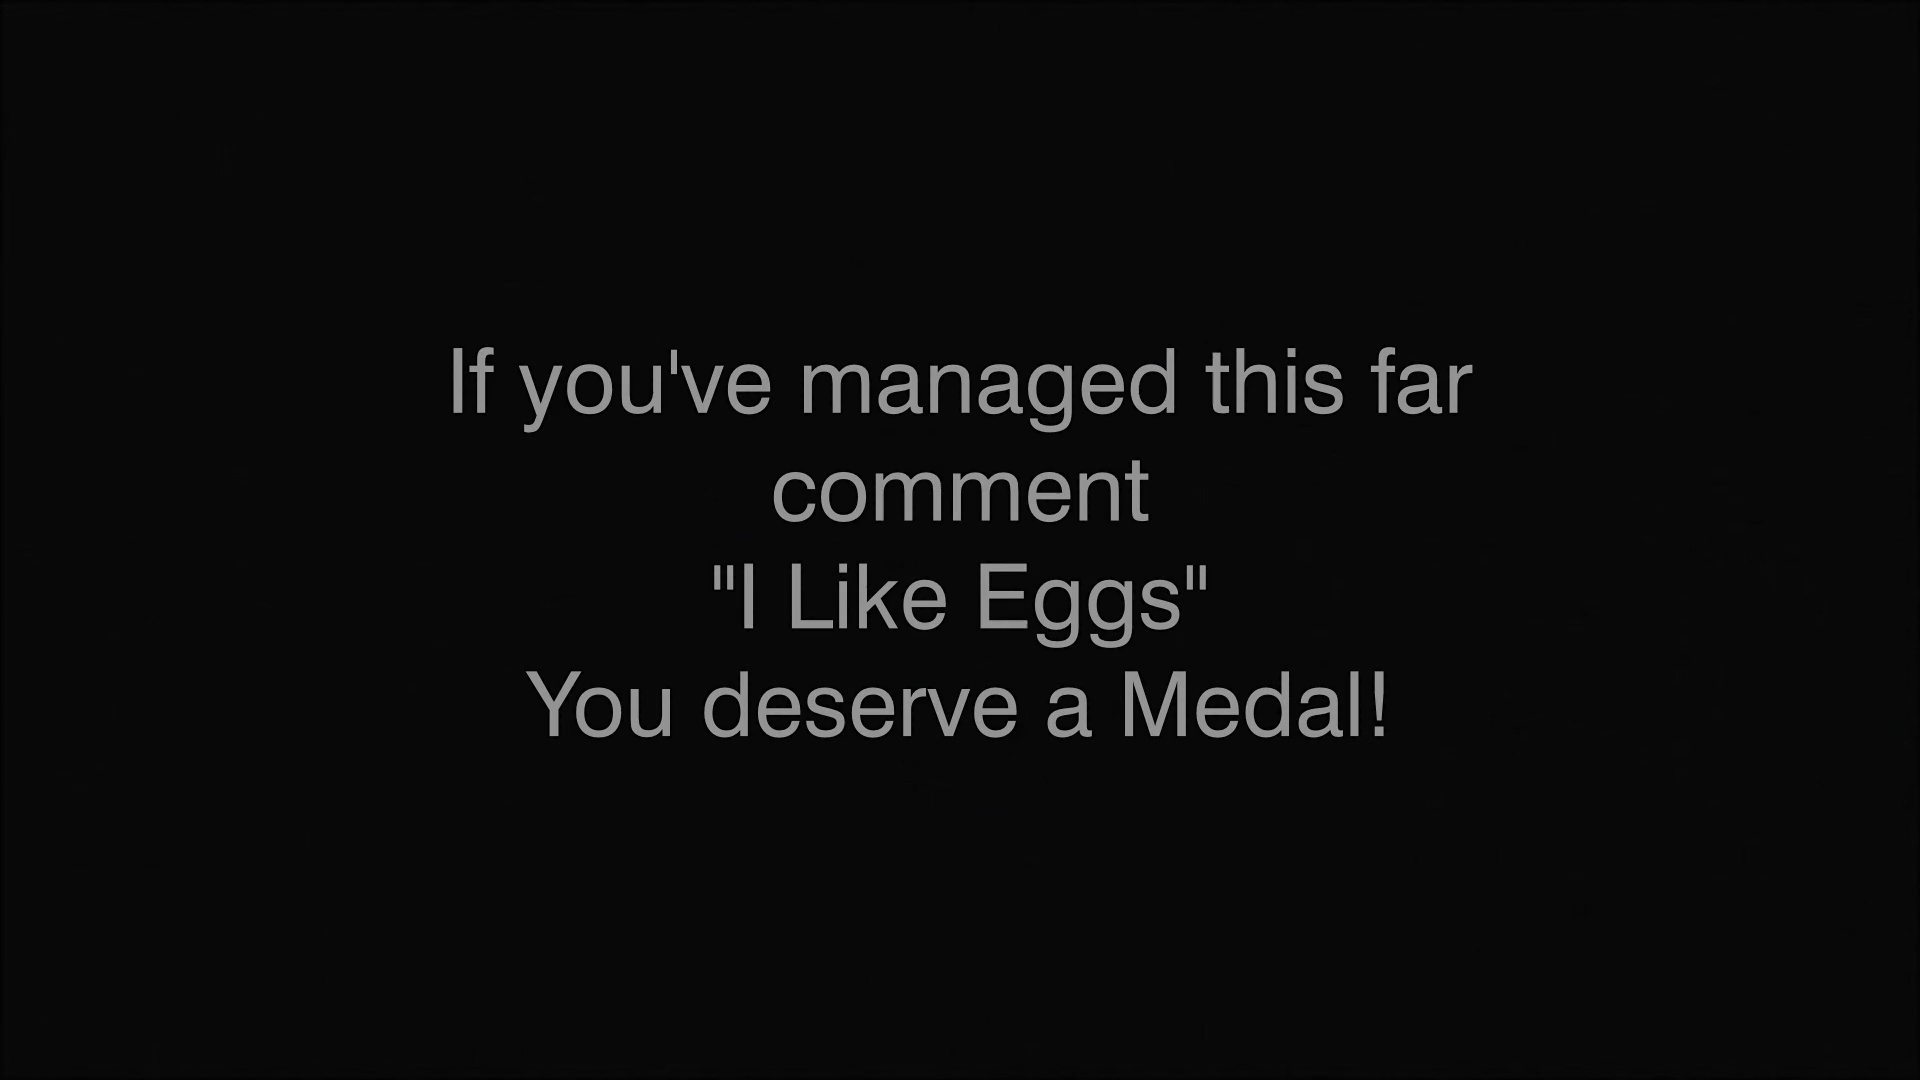 If you've managed this far
comment
"I Like Eggs"
You deserve a Medal!